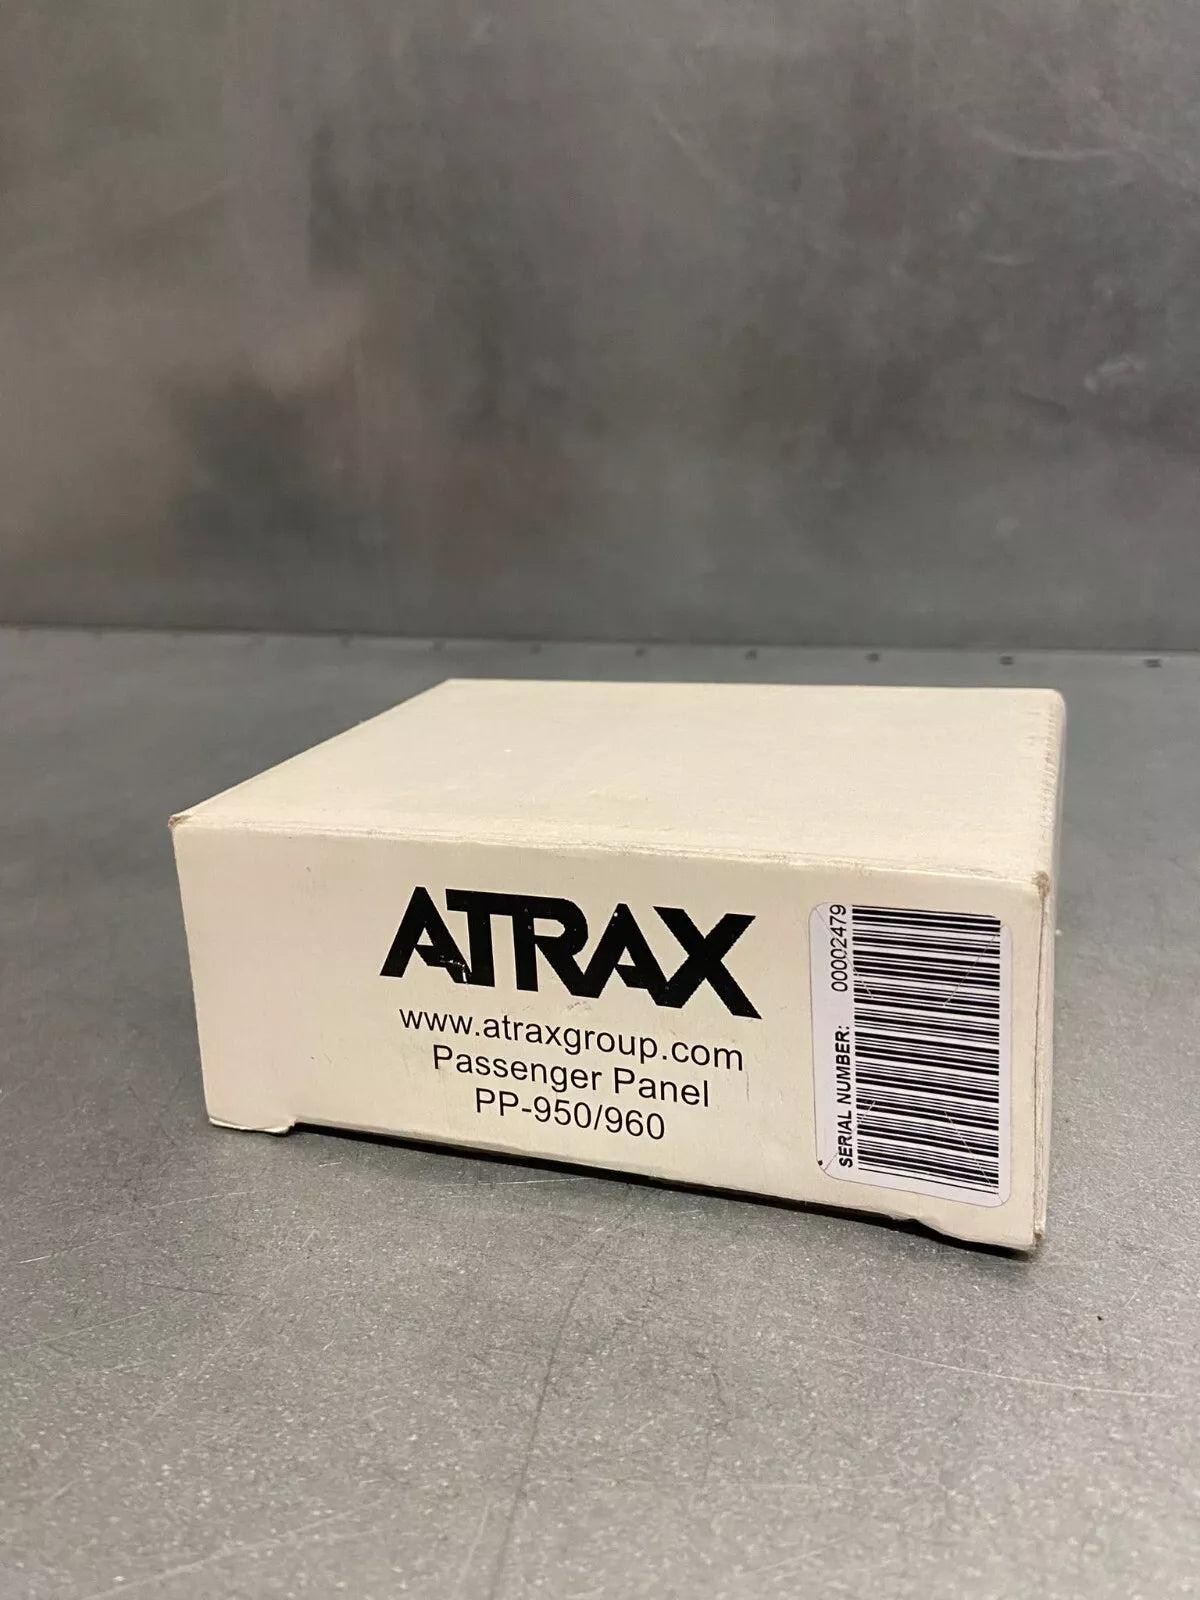 ATRAX
www.atraxgroup.com
Passenger Panel
PP-950/960
SERIAL NUMBER: 00002479